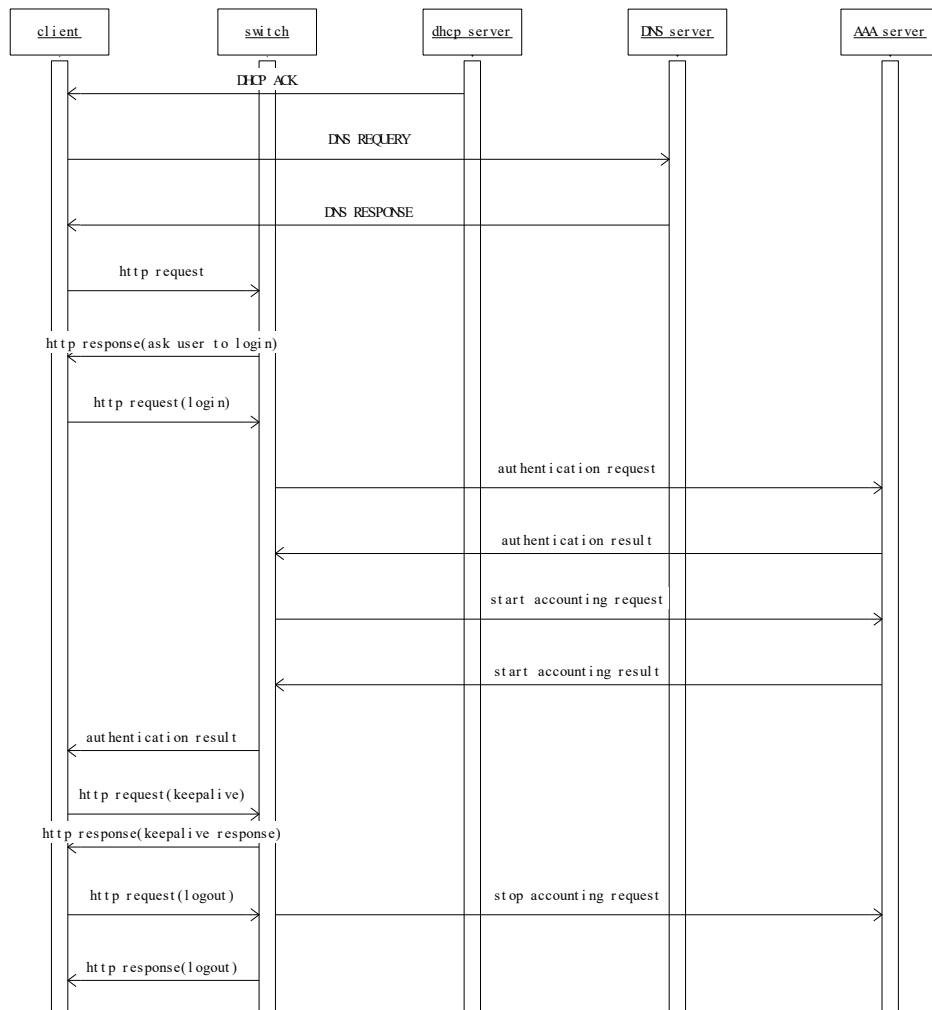 client
switch
dhcp server
DNS server
AAA server
DHCP ACK
DNS REQUERY
DNS RESPONSE
http request
http response(ask user to login)
http request(login)
authentication request
authentication result
start accounting request
start accounting result
authentication result
http request(keepalive)
http response(keepalive response)
http request(logout)
stop accounting request
http response(logout)